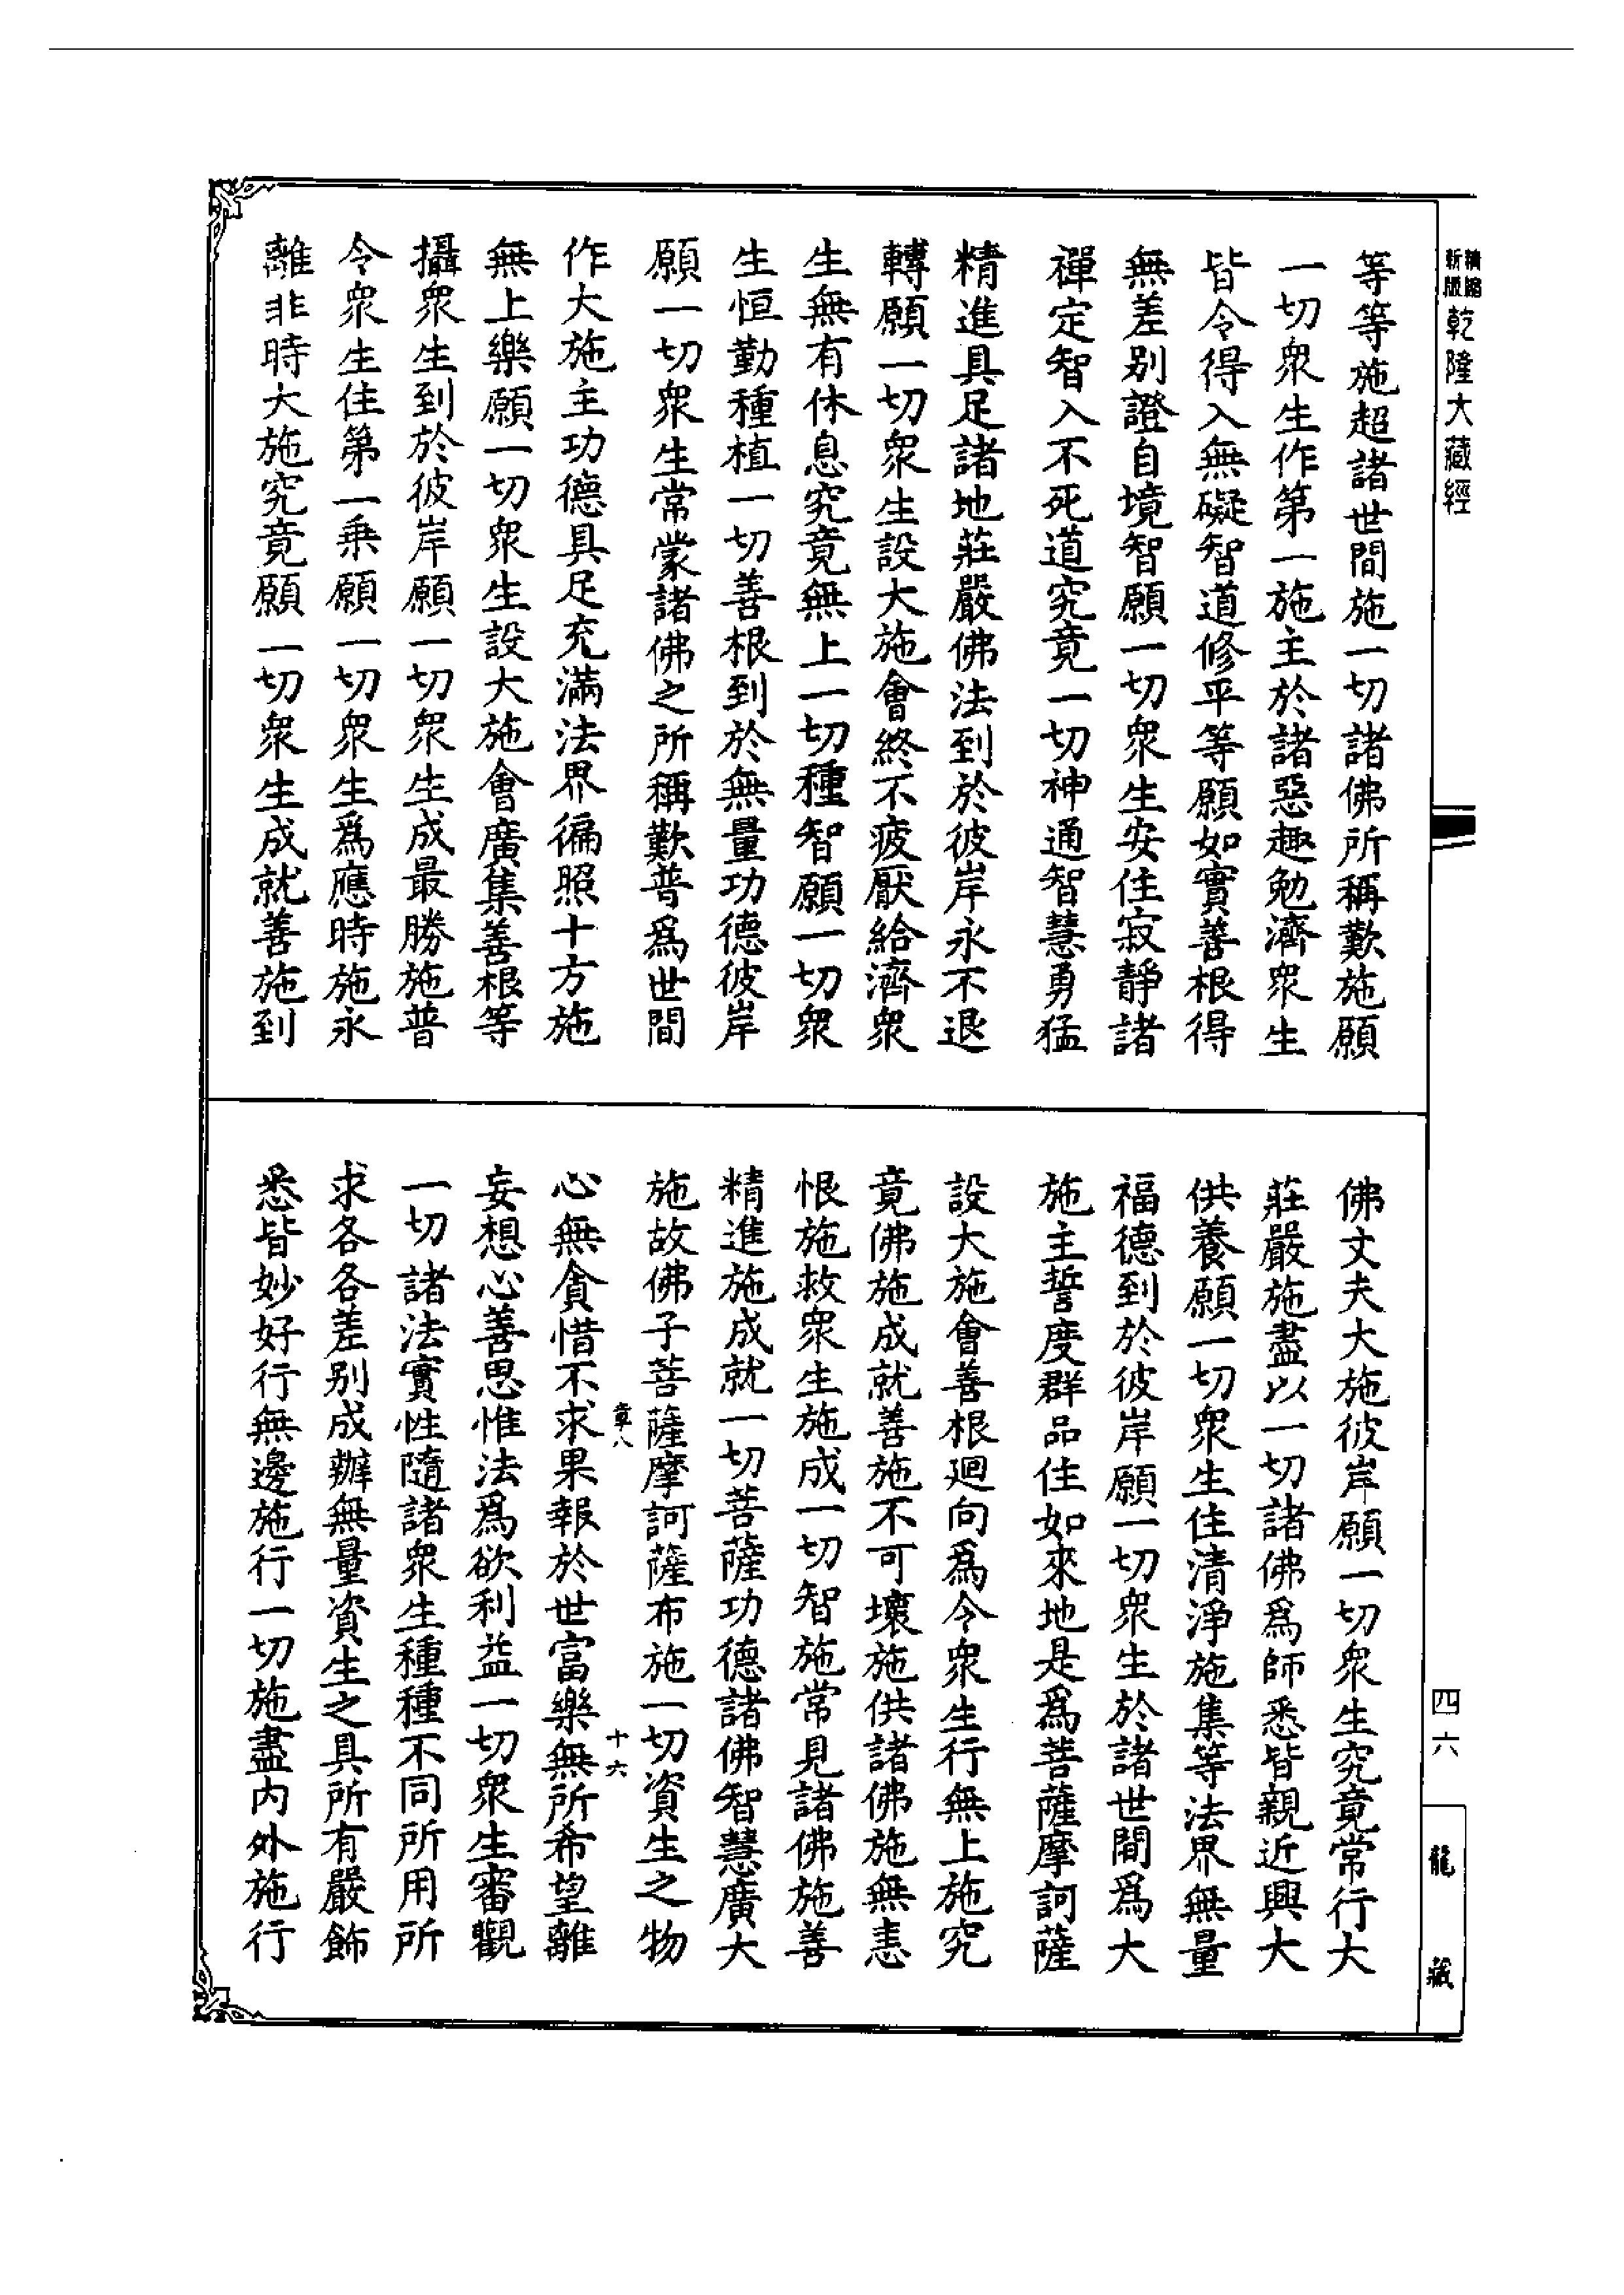 精縮新版乾隆大藏經
等等施超諸世間施一切諸佛所稱歎施願
一切衆生作第一施主於諸惡趣勉濟衆生
皆令得入無礙智道修平等願如實善根得
無差別證自境智願一切衆生安住寂靜諸
禪定智入不死道究竟一切神通智慧勇猛
精進具足諸地莊嚴佛法到於彼岸永不退
轉願一切衆生設大施會終不疲厭給濟衆
生無有休息究竟無上一切種智願一切衆
生恒勤種植一切善根到於無量功德彼岸
願一切衆生常蒙諸佛之所稱歎普爲世間
作大施主功德具足充滿法界徧照十方施
無上樂願一切衆生設大施會廣集善根等
攝衆生到於彼岸願一切衆生成最勝施普
令衆生住第一乘願一切衆生爲應時施永
離非時大施究竟願一切衆生成就善施到
佛丈夫大施彼岸願一切衆生究竟常行大
莊嚴施盡以一切諸佛爲師悉皆親近興大
供養願一切衆生住清淨施集等法界無量
福德到於彼岸願一切衆生於諸世間爲大
施主誓度群品住如來地是爲菩薩摩訶薩
設大施會善根迴向爲令衆生行無上施究
竟佛施成就善施不可壞施供諸佛施無恚
恨施救衆生施成一切智施常見諸佛施善
精進施成就一切菩薩功德諸佛智慧廣大
施故佛子菩薩摩訶薩布施一切資生之物
章八
十六
心無貪惜不求果報於世富樂無所希望離
妄想心善思惟法爲欲利益一切衆生審觀
一切諸法實性隨諸衆生種種不同所用所
求各各差別成辦無量資生之具所有嚴飾
悉皆妙好行無邊施行一切施盡內外施行
四六
龍藏